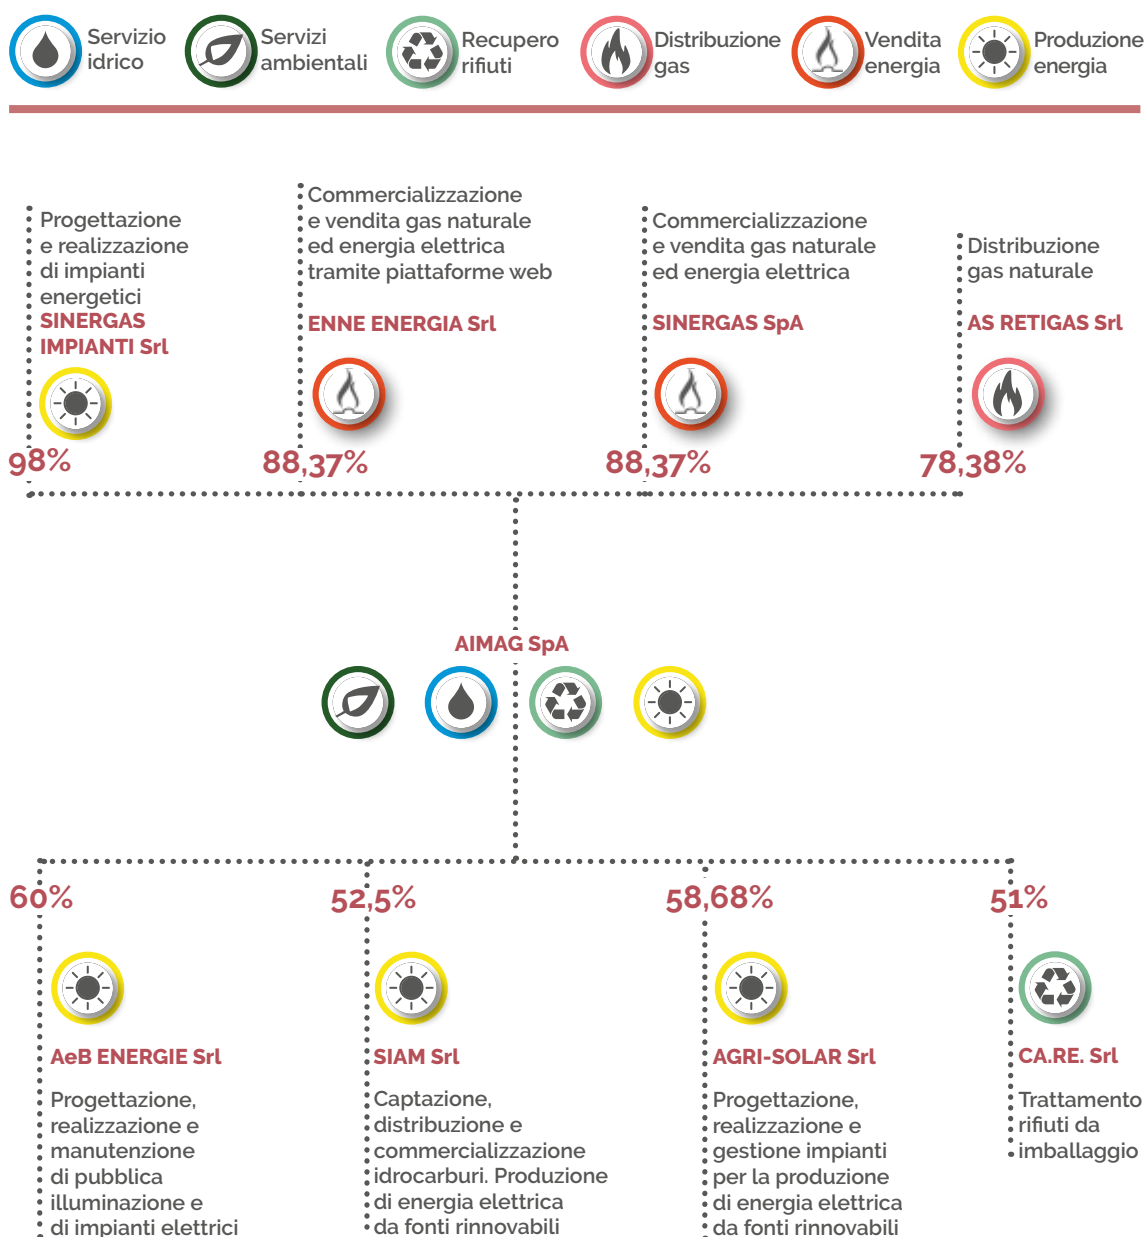 Servizio
idrico
Servizi
ambientali
Recupero
rifiuti
Distribuzione
gas
Vendita
energia
Produzione
energia
Progettazione
e realizzazione
di impianti
energetici
SINERGAS
IMPIANTI Srl
98%
Commercializzazione
e vendita gas naturale
ed energia elettrica
tramite piattaforme web
ENNE ENERGIA Srl
88,37%
Commercializzazione
e vendita gas naturale
ed energia elettrica
SINERGAS SpA
88,37%
Distribuzione
gas naturale
AS RETIGAS Srl
78,38%
AIMAG SpA
60%
AeB ENERGIE Srl
Progettazione,
realizzazione e
manutenzione
di pubblica
illuminazione e
di impianti elettrici
52,5%
SIAM Srl
Captazione,
distribuzione e
commercializzazione
idrocarburi. Produzione
di energia elettrica
da fonti rinnovabili
58,68%
AGRI-SOLAR Srl
Progettazione,
realizzazione e
gestione impianti
per la produzione
di energia elettrica
da fonti rinnovabili
51%
CA.RE. Srl
Trattamento
rifiuti da
imballaggio